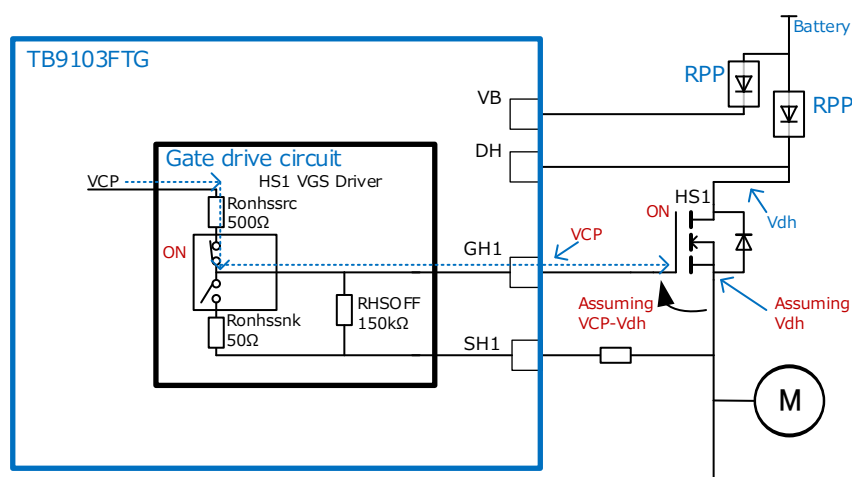 Battery
TB9103FTG
RPP
RPP
VB
DH
Gate drive circuit
VCP
HS1 VGS Driver
HS1
Ronhssrc
500Ω
ON
Vdh
ON
VCP
GH1
RHSOFF
150kΩ
Assuming
VCP-Vdh
Assuming
Vdh
Ronhssnk
50Ω
SH1
M